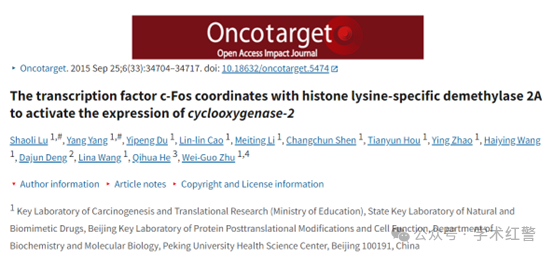 Oncotarget
Open Access Impact Journal
▸ Oncotarget. 2015 Sep 25;6(33):34704–34717. doi: 10.18632/oncotarget.5474
The transcription factor c-Fos coordinates with histone lysine-specific demethylase 2A
to activate the expression of cyclooxygenase-2
Shaoli Lu 1,#, Yang Yang 1,#, Yipeng Du 1, Lin-lin Cao 1, Meiting Li 1, Changchun Shen 1, Tianyun Hou 1, Ying Zhao 1, Haiying Wang
1, Dajun Deng 2, Lina Wang 1, Qihua He 3, Wei-Guo Zhu 1,4
▸ Author information ▸ Article notes ▸ Copyright and License information
1 Key Laboratory of Carcinogenesis and Translational Research (Ministry of Education), State Key Laboratory of Natural and
Biomimetic Drugs, Beijing Key Laboratory of Protein Posttranslational Modifications and Cell Function, Department of
Biochemistry and Molecular Biology, Peking University Health Science Center, Beijing 100191, China
公众号 · 学术红警